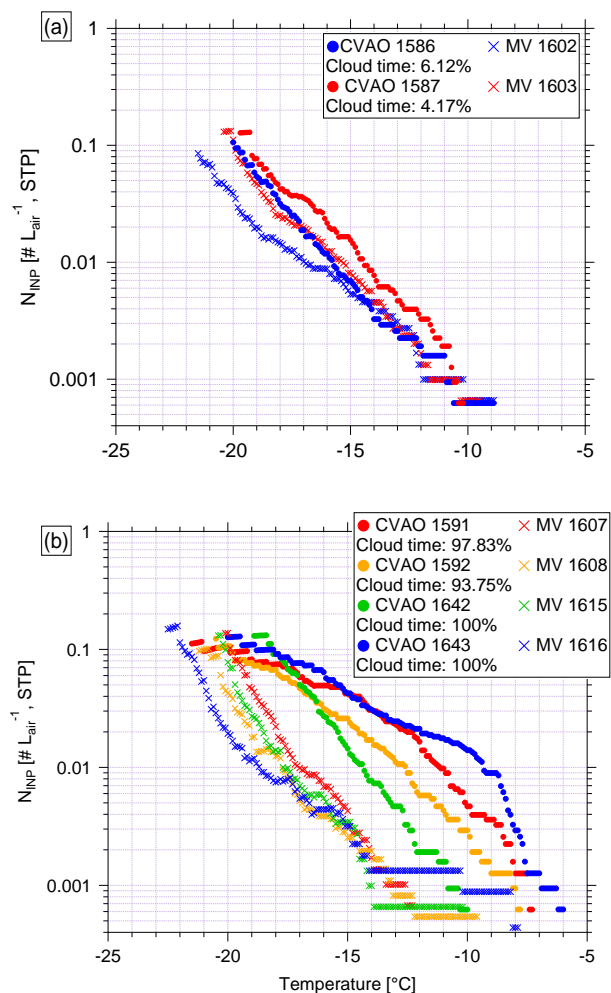 (a)
1
0.1
0.01
0.001
N_INP [# L_air^-1 , STP]
CVAO 1586 MV 1602
Cloud time: 6.12%
CVAO 1587 MV 1603
Cloud time: 4.17%
-25 -20 -15 -10 -5
(b)
1
0.1
0.01
0.001
N_INP [# L_air^-1 , STP]
CVAO 1591 MV 1607
Cloud time: 97.83%
CVAO 1592 MV 1608
Cloud time: 93.75%
CVAO 1642 MV 1615
Cloud time: 100%
CVAO 1643 MV 1616
Cloud time: 100%
-25 -20 -15 -10 -5
Temperature [°C]